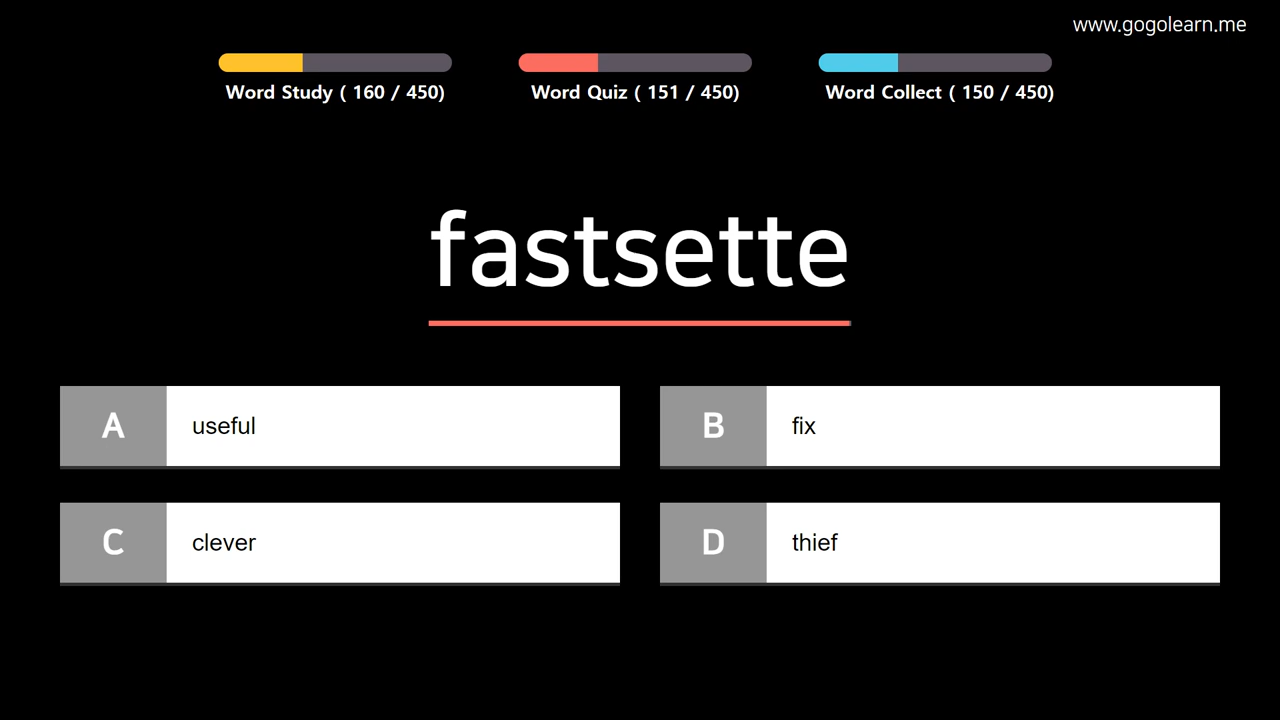 www.gogolearn.me
Word Study ( 160 / 450)
Word Quiz ( 151 / 450)
Word Collect ( 150 / 450)
fastsette
A useful
B fix
C clever
D thief